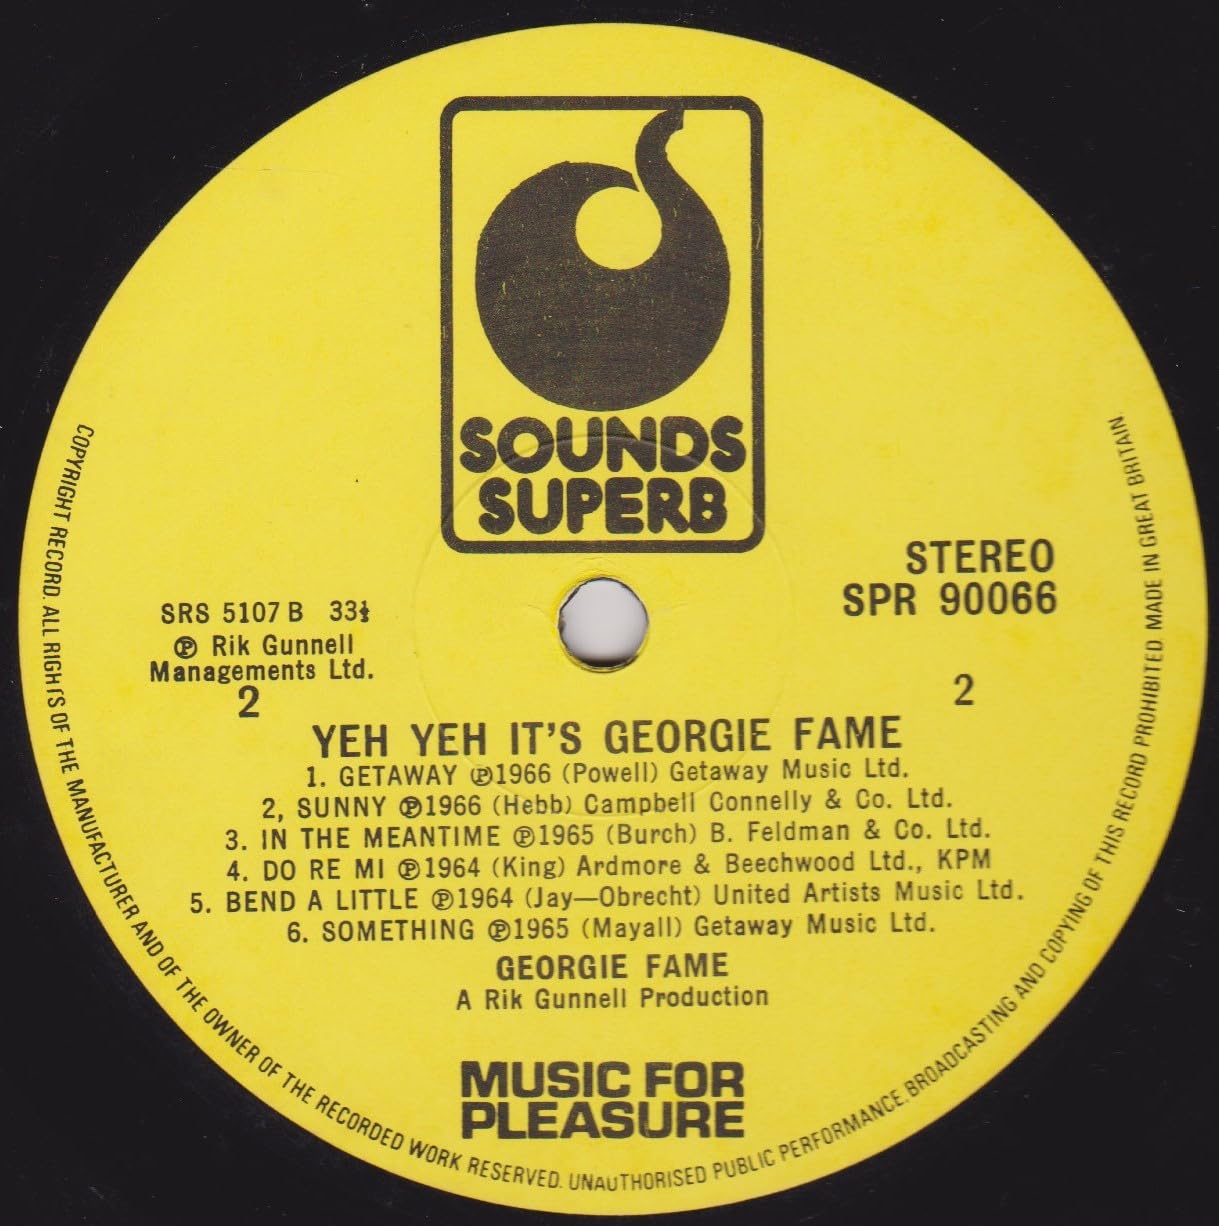 SOUNDS
SUPERB
STEREO
SPR 90066
2
SRS 5107 B 33⅓
℗ Rik Gunnell
Managements Ltd.
2
YEH YEH IT'S GEORGIE FAME
1. GETAWAY ℗1966 (Powell) Getaway Music Ltd.
2, SUNNY ℗1966 (Hebb) Campbell Connelly & Co. Ltd.
3. IN THE MEANTIME ℗1965 (Burch) B. Feldman & Co. Ltd.
4. DO RE MI ℗1964 (King) Ardmore & Beechwood Ltd., KPM
5. BEND A LITTLE ℗1964 (Jay—Obrecht) United Artists Music Ltd.
6. SOMETHING ℗1965 (Mayall) Getaway Music Ltd.
GEORGIE FAME
A Rik Gunnell Production
MUSIC FOR
PLEASURE
COPYRIGHT RECORD. ALL RIGHTS OF THE MANUFACTURER AND OF THE OWNER OF THE RECORDED WORK RESERVED. UNAUTHORISED PUBLIC PERFORMANCE, BROADCASTING AND COPYING OF THIS RECORD PROHIBITED. MADE IN GREAT BRITAIN.